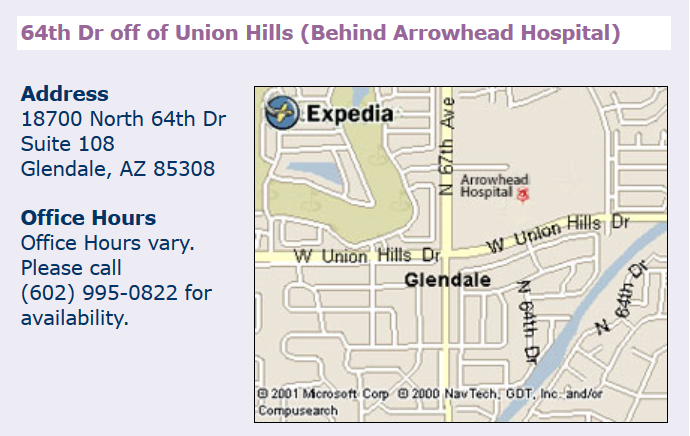 64th Dr off of Union Hills (Behind Arrowhead Hospital)
Address
18700 North 64th Dr
Suite 108
Glendale, AZ 85308
Office Hours
Office Hours vary.
Please call
(602) 995-0822 for
availability.
Expedia
N 67th Ave
Arrowhead
Hospital
W Union Hills Dr
W Union Hills Dr
Glendale
N 64th Dr
N 64th Dr
© 2001 Microsoft Corp © 2000 NavTech, GDT, Inc. and/or
Compusearch